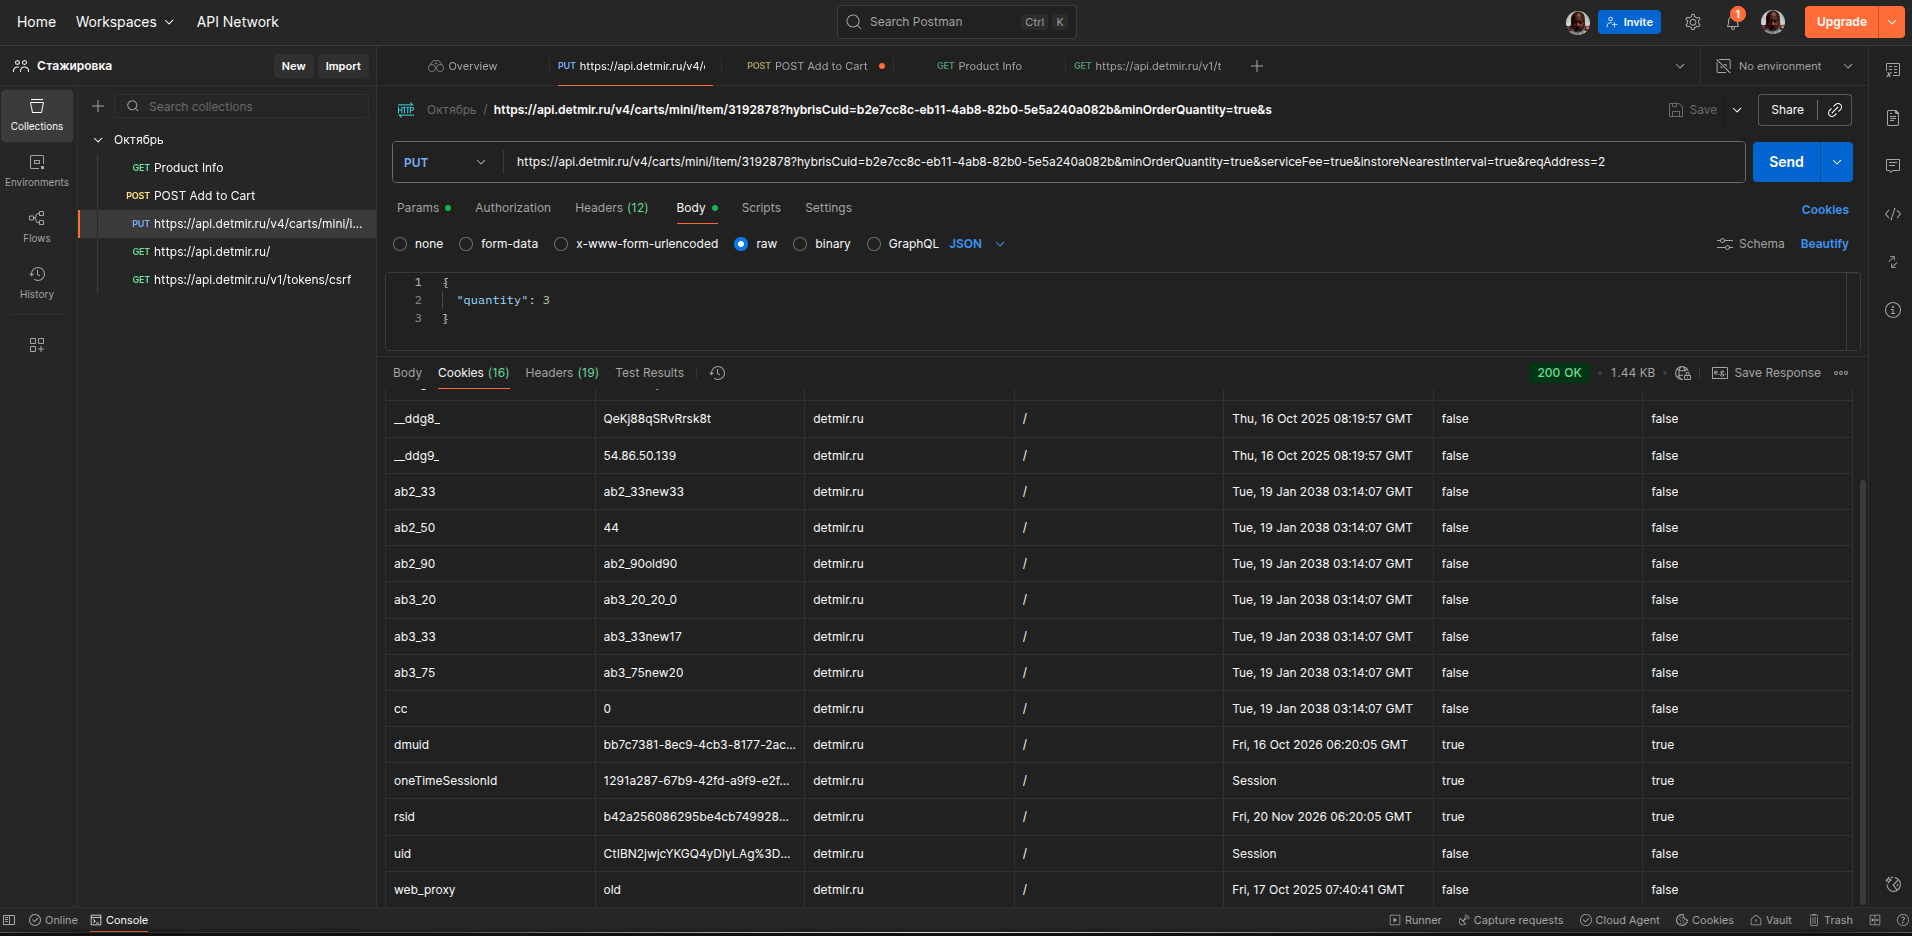 Home Workspaces API Network Search Postman Ctrl K Invite 1 Upgrade
Стажировка New Import Overview PUT https://api.detmir.ru/v4/ POST POST Add to Cart GET Product Info GET https://api.detmir.ru/v1/t No environment
Search collections
HTTP Октябрь / https://api.detmir.ru/v4/carts/mini/item/3192878?hybrisCuid=b2e7cc8c-eb11-4ab8-82b0-5e5a240a082b&minOrderQuantity=true&s Save Share
Collections
Environments
Flows
History
Октябрь
GET Product Info
POST POST Add to Cart
PUT https://api.detmir.ru/v4/carts/mini/i...
GET https://api.detmir.ru/
GET https://api.detmir.ru/v1/tokens/csrf
PUT https://api.detmir.ru/v4/carts/mini/item/3192878?hybrisCuid=b2e7cc8c-eb11-4ab8-82b0-5e5a240a082b&minOrderQuantity=true&serviceFee=true&instoreNearestInterval=true&reqAddress=2 Send
Params Authorization Headers (12) Body Scripts Settings Cookies
none form-data x-www-form-urlencoded raw binary GraphQL JSON Schema Beautify
1 {
2 "quantity": 3
3 }
Body Cookies (16) Headers (19) Test Results 200 OK 1.44 KB e.g. Save Response
__ddg8_ QeKj88qSRvRrsk8t detmir.ru / Thu, 16 Oct 2025 08:19:57 GMT false false
__ddg9_ 54.86.50.139 detmir.ru / Thu, 16 Oct 2025 08:19:57 GMT false false
ab2_33 ab2_33new33 detmir.ru / Tue, 19 Jan 2038 03:14:07 GMT false false
ab2_50 44 detmir.ru / Tue, 19 Jan 2038 03:14:07 GMT false false
ab2_90 ab2_90old90 detmir.ru / Tue, 19 Jan 2038 03:14:07 GMT false false
ab3_20 ab3_20_20_0 detmir.ru / Tue, 19 Jan 2038 03:14:07 GMT false false
ab3_33 ab3_33new17 detmir.ru / Tue, 19 Jan 2038 03:14:07 GMT false false
ab3_75 ab3_75new20 detmir.ru / Tue, 19 Jan 2038 03:14:07 GMT false false
cc 0 detmir.ru / Tue, 19 Jan 2038 03:14:07 GMT false false
dmuid bb7c7381-8ec9-4cb3-8177-2ac... detmir.ru / Fri, 16 Oct 2026 06:20:05 GMT true true
oneTimeSessionId 1291a287-67b9-42fd-a9f9-e2f... detmir.ru / Session true true
rsid b42a256086295be4cb749928... detmir.ru / Fri, 20 Nov 2026 06:20:05 GMT true true
uid CtIBN2jwjcYKGQ4yDIyLAg%3D... detmir.ru / Session false false
web_proxy old detmir.ru / Fri, 17 Oct 2025 07:40:41 GMT false false
Online Console Runner Capture requests Cloud Agent Cookies Vault Trash